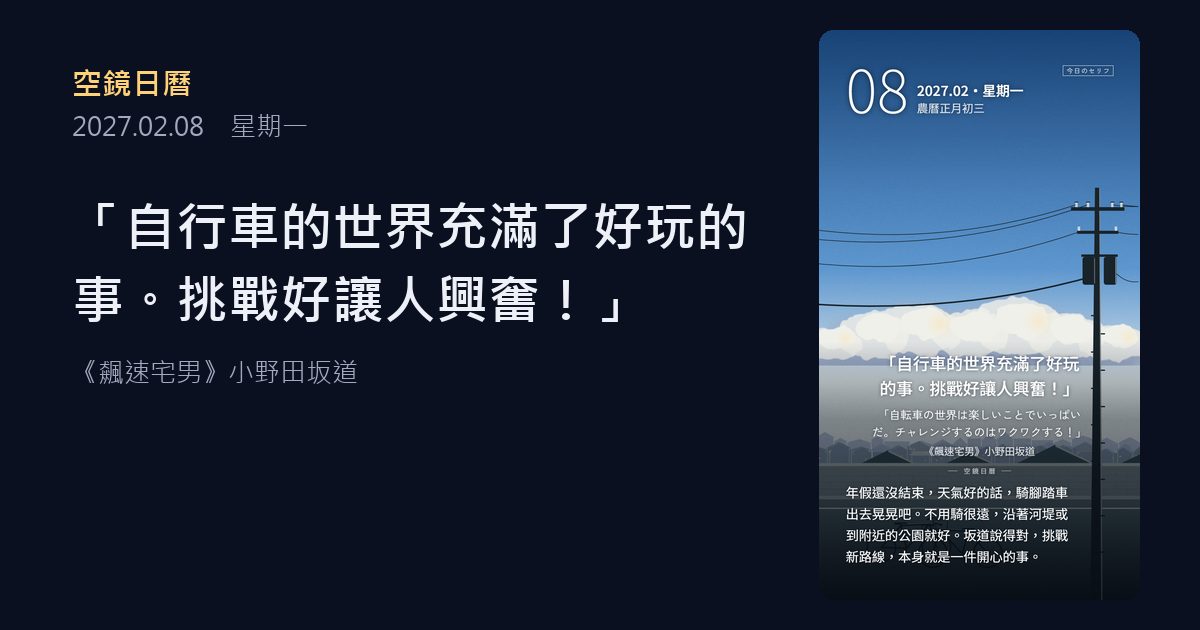 空鏡日曆
2027.02.08　星期一
「自行車的世界充滿了好玩的
事。挑戰好讓人興奮！」
《飆速宅男》小野田坂道
今日のセリフ
08
2027.02・星期一
農曆正月初三
「自行車的世界充滿了好玩
的事。挑戰好讓人興奮！」
「自転車の世界は楽しいことでいっぱい
だ。チャレンジするのはワクワクする！」
《飆速宅男》小野田坂道
— 空鏡日曆 —
年假還沒結束，天氣好的話，騎腳踏車
出去晃晃吧。不用騎很遠，沿著河堤或
到附近的公園就好。坂道說得對，挑戰
新路線，本身就是一件開心的事。